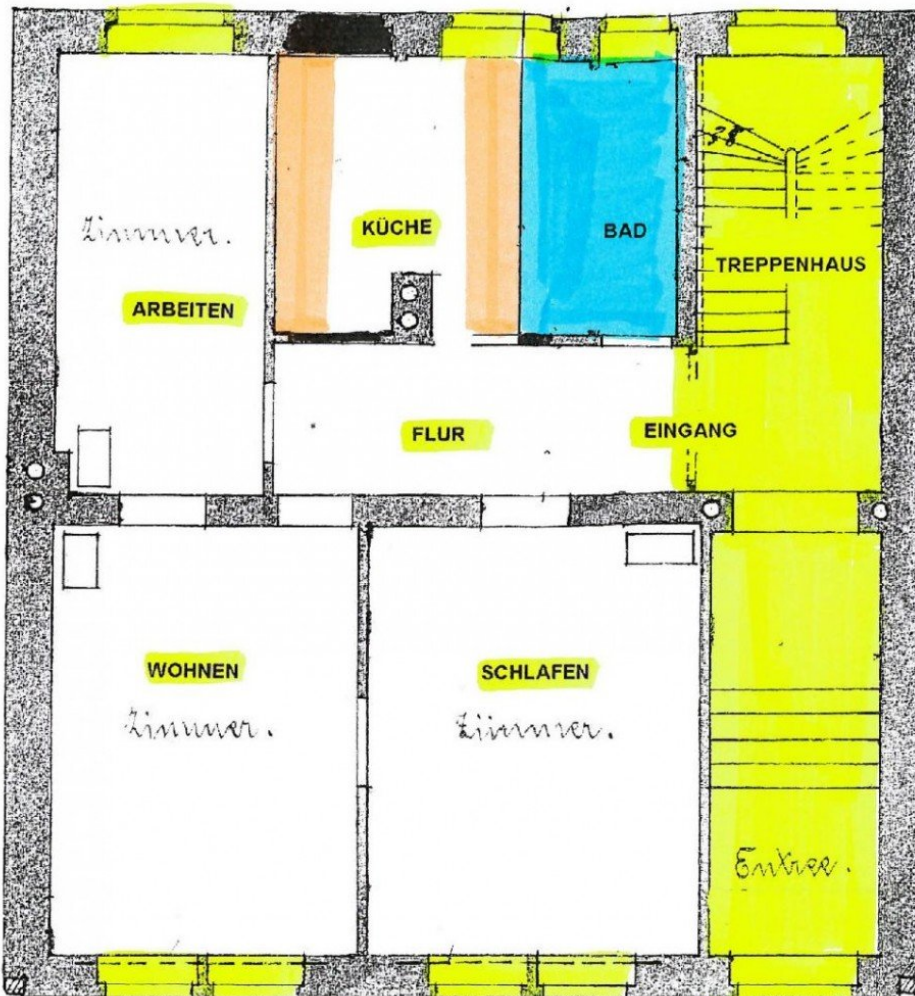 KÜCHE
BAD
Zimmer.
TREPPENHAUS
ARBEITEN
FLUR
EINGANG
WOHNEN
SCHLAFEN
Zimmer.
Zimmer.
Entree.